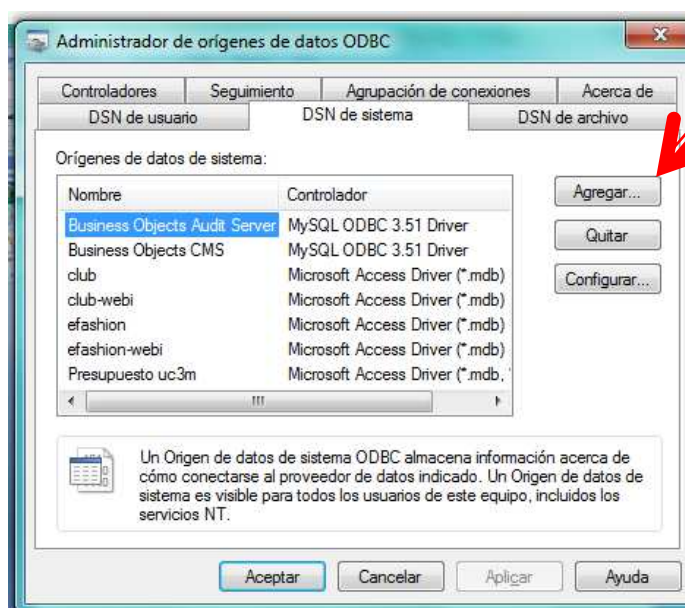 Administrador de orígenes de datos ODBC
Controladores Seguimiento Agrupación de conexiones Acerca de
DSN de usuario DSN de sistema DSN de archivo
Orígenes de datos de sistema:
Nombre Controlador
Business Objects Audit Server MySQL ODBC 3.51 Driver
Business Objects CMS MySQL ODBC 3.51 Driver
club Microsoft Access Driver (*.mdb)
club-webi Microsoft Access Driver (*.mdb)
efashion Microsoft Access Driver (*.mdb)
efashion-webi Microsoft Access Driver (*.mdb)
Presupuesto uc3m Microsoft Access Driver (*.mdb,
Agregar...
Quitar
Configurar...
Un Origen de datos de sistema ODBC almacena información acerca de
cómo conectarse al proveedor de datos indicado. Un Origen de datos de
sistema es visible para todos los usuarios de este equipo, incluidos los
servicios NT.
Aceptar Cancelar Aplicar Ayuda